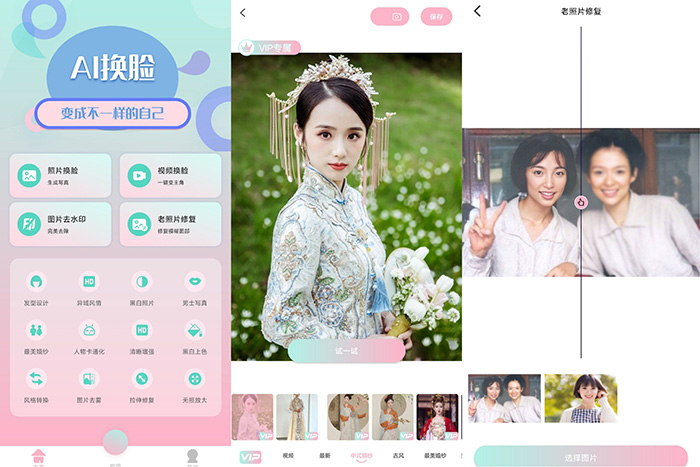 AI换脸
变成不一样的自己
照片换脸
生成写真
视频换脸
一键变主角
图片去水印
完美去除
老照片修复
修复模糊面部
发型设计
异域风情
黑白照片
男士写真
最美婚纱
人物卡通化
HD
清晰增强
黑白上色
风格转换
图片去雾
拉伸修复
无损放大
保存
VIP专属
试一试
VIP
VIP
VIP
VIP
视频
最新
中式婚纱
古风
最美婚纱
老照片修复
选择图片